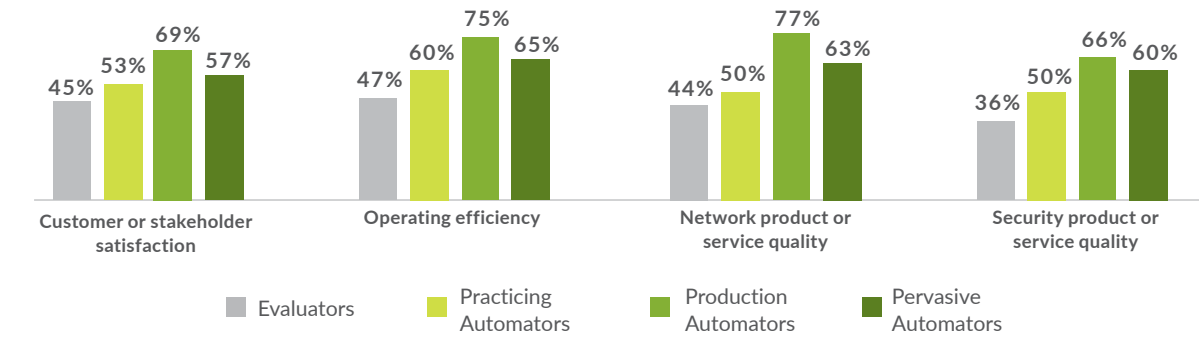 45%
53%
69%
57%
Customer or stakeholder
satisfaction
47%
60%
75%
65%
Operating efficiency
44%
50%
77%
63%
Network product or
service quality
36%
50%
66%
60%
Security product or
service quality
Evaluators
Practicing
Automators
Production
Automators
Pervasive
Automators